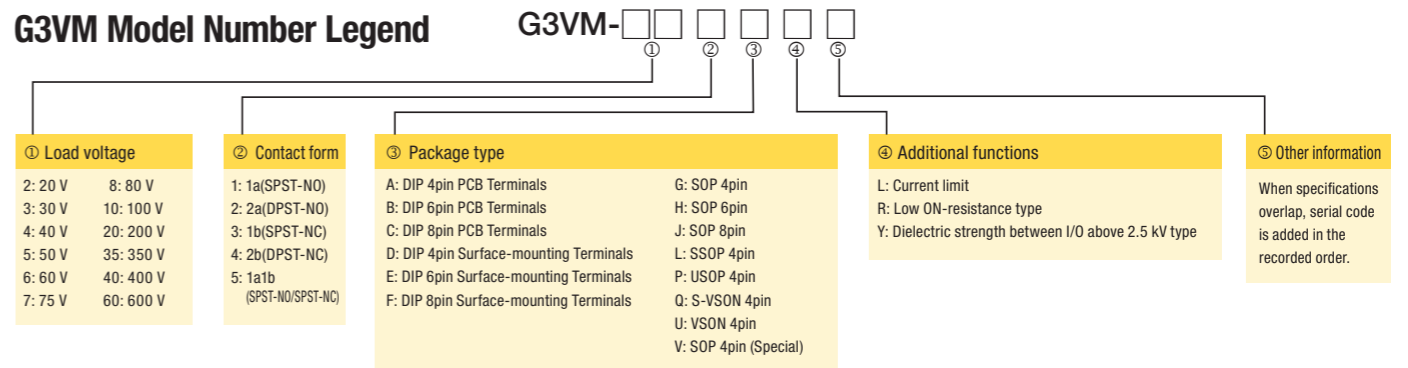 G3VM Model Number Legend
G3VM-□□ □ □ □ □
① ② ③ ④ ⑤
① Load voltage
2: 20 V 8: 80 V
3: 30 V 10: 100 V
4: 40 V 20: 200 V
5: 50 V 35: 350 V
6: 60 V 40: 400 V
7: 75 V 60: 600 V
② Contact form
1: 1a(SPST-NO)
2: 2a(DPST-NO)
3: 1b(SPST-NC)
4: 2b(DPST-NC)
5: 1a1b
(SPST-NO/SPST-NC)
③ Package type
A: DIP 4pin PCB Terminals
B: DIP 6pin PCB Terminals
C: DIP 8pin PCB Terminals
D: DIP 4pin Surface-mounting Terminals
E: DIP 6pin Surface-mounting Terminals
F: DIP 8pin Surface-mounting Terminals
G: SOP 4pin
H: SOP 6pin
J: SOP 8pin
L: SSOP 4pin
P: USOP 4pin
Q: S-VSON 4pin
U: VSON 4pin
V: SOP 4pin (Special)
④ Additional functions
L: Current limit
R: Low ON-resistance type
Y: Dielectric strength between I/O above 2.5 kV type
⑤ Other information
When specifications
overlap, serial code
is added in the
recorded order.